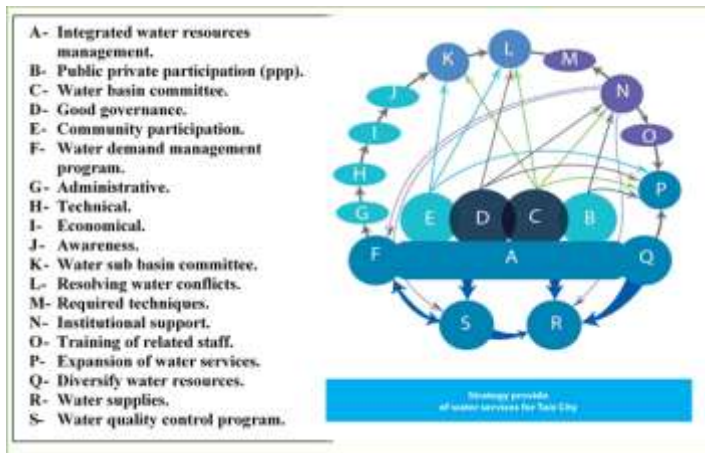 A- Integrated water resources
management.
B- Public private participation (ppp).
C- Water basin committee.
D- Good governance.
E- Community participation.
F- Water demand management
program.
G- Administrative.
H- Technical.
I- Economical.
J- Awareness.
K- Water sub basin committee.
L- Resolving water conflicts.
M- Required techniques.
N- Institutional support.
O- Training of related staff.
P- Expansion of water services.
Q- Diversify water resources.
R- Water supplies.
S- Water quality control program.
L
K
M
J
N
I
O
H
P
G
E
D
C
B
F
A
Q
S
R
Strategy provide
of water services for Taiz City